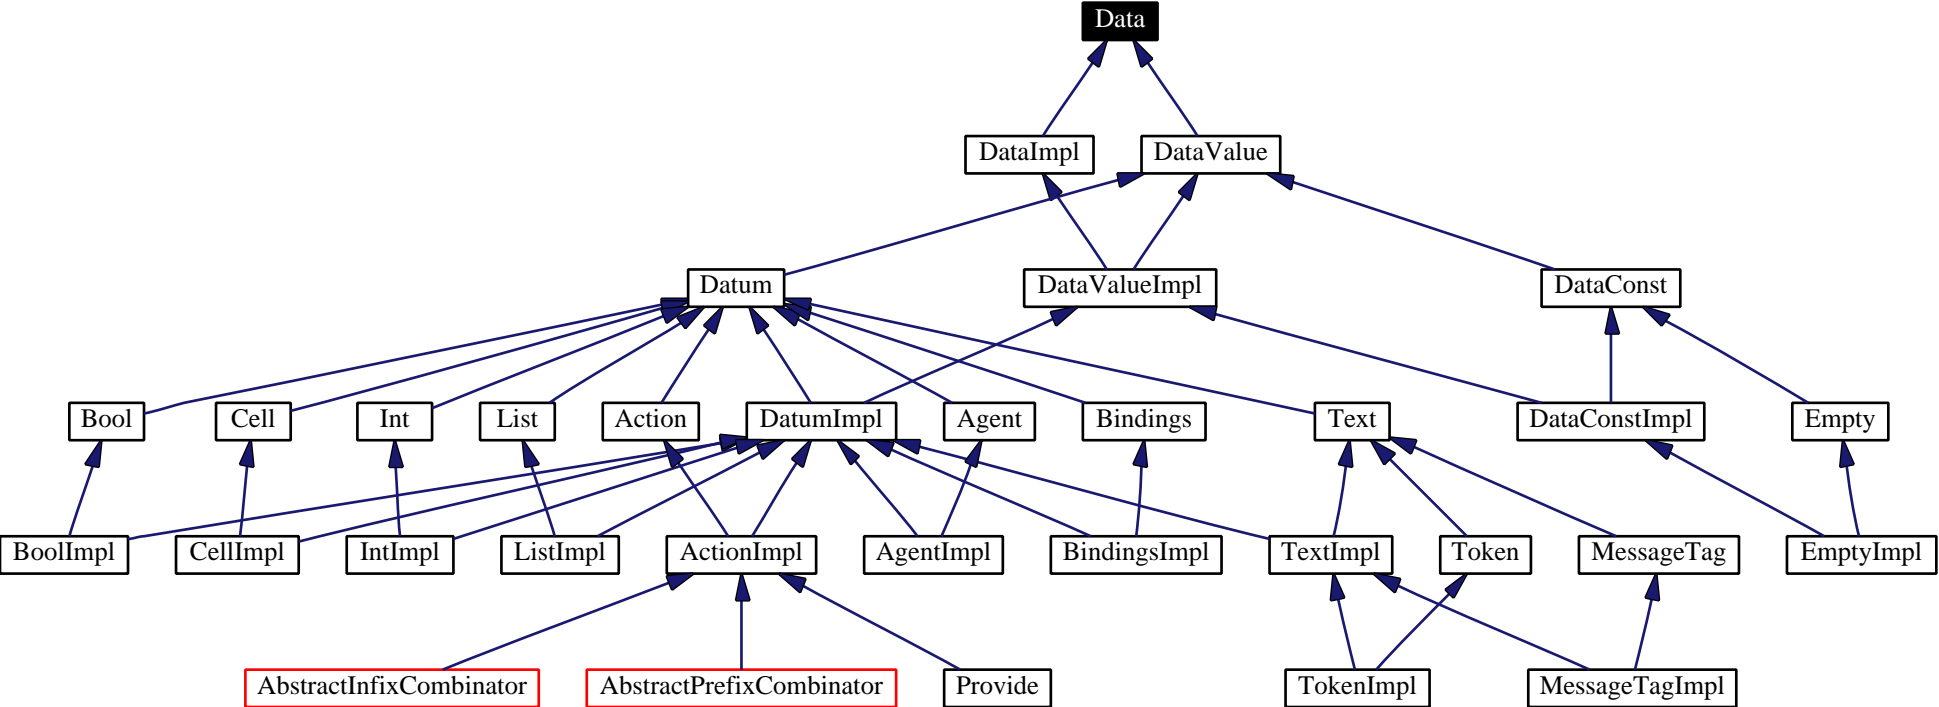 Data
DataImpl
DataValue
Datum
DataValueImpl
DataConst
Bool
Cell
Int
List
Action
DatumImpl
Agent
Bindings
Text
DataConstImpl
Empty
BoolImpl
CellImpl
IntImpl
ListImpl
ActionImpl
AgentImpl
BindingsImpl
TextImpl
Token
MessageTag
EmptyImpl
AbstractInfixCombinator
AbstractPrefixCombinator
Provide
TokenImpl
MessageTagImpl